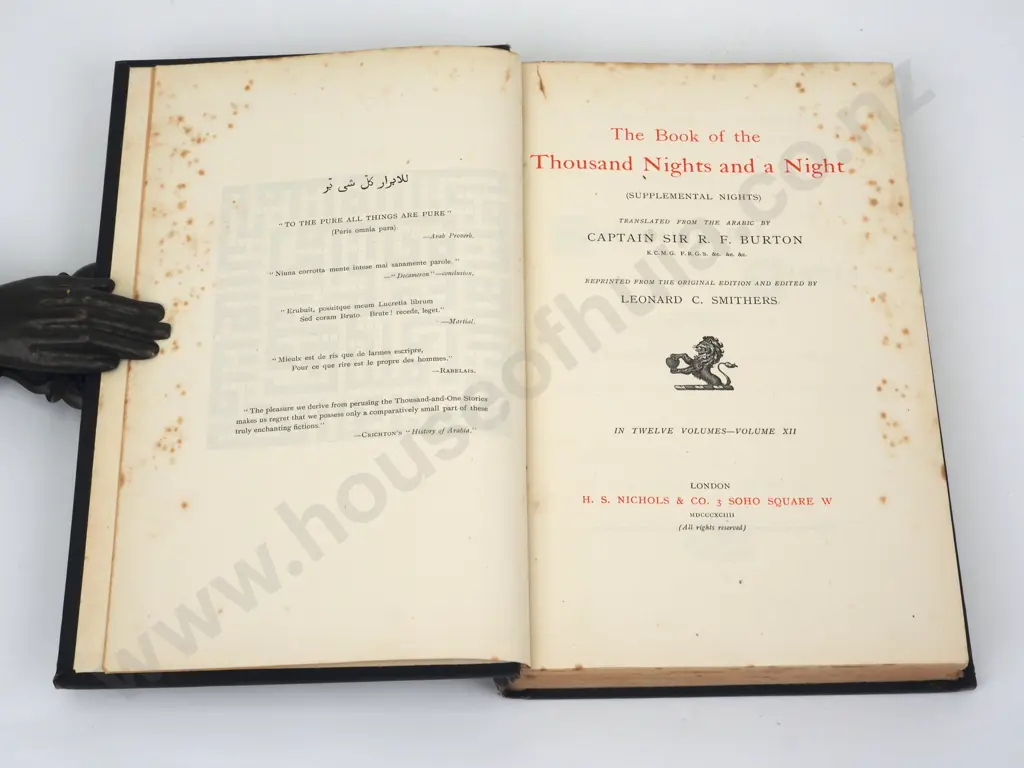 للابرار كلّ شی تبر
"TO THE PURE ALL THINGS ARE PURE"
(Puris omnia pura)
—Arab Proverb.
"Niuna corrotta mente intese mai sanamente parole."
—"Decameron"—conclusion.
"Erubuit, posuitque meum Lucretia librum
Sed coram Bruto. Brute! recede, leget."
—Martial.
"Mieulx est de ris que de larmes escripre,
Pour ce que rire est le propre des hommes."
—RABELAIS.
"The pleasure we derive from perusing the Thousand-and-One Stories
makes us regret that we possess only a comparatively small part of these
truly enchanting fictions."
—CRICHTON'S "History of Arabia."
The Book of the
Thousand Nights and a Night
(SUPPLEMENTAL NIGHTS)
TRANSLATED FROM THE ARABIC BY
CAPTAIN SIR R. F. BURTON
K.C.M.G. F.R.G.S. &c. &c. &c.
REPRINTED FROM THE ORIGINAL EDITION AND EDITED BY
LEONARD C. SMITHERS
IN TWELVE VOLUMES—VOLUME XII
LONDON
H. S. NICHOLS & CO. 3 SOHO SQUARE W
MDCCCXCIIII
(All rights reserved)
www.houseofhuia.co.nz